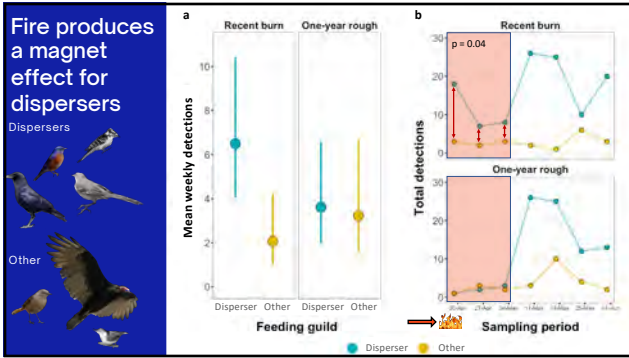 Fire produces
a magnet
effect for
dispersers
Dispersers
Other
a
Recent burn
One-year rough
Mean weekly detections
10
8
6
4
2
0
Disperser
Other
Disperser
Other
Feeding guild
b
Recent burn
p = 0.04
Total detections
30
20
10
0
One-year rough
30
20
10
0
Sampling period
Disperser
Other